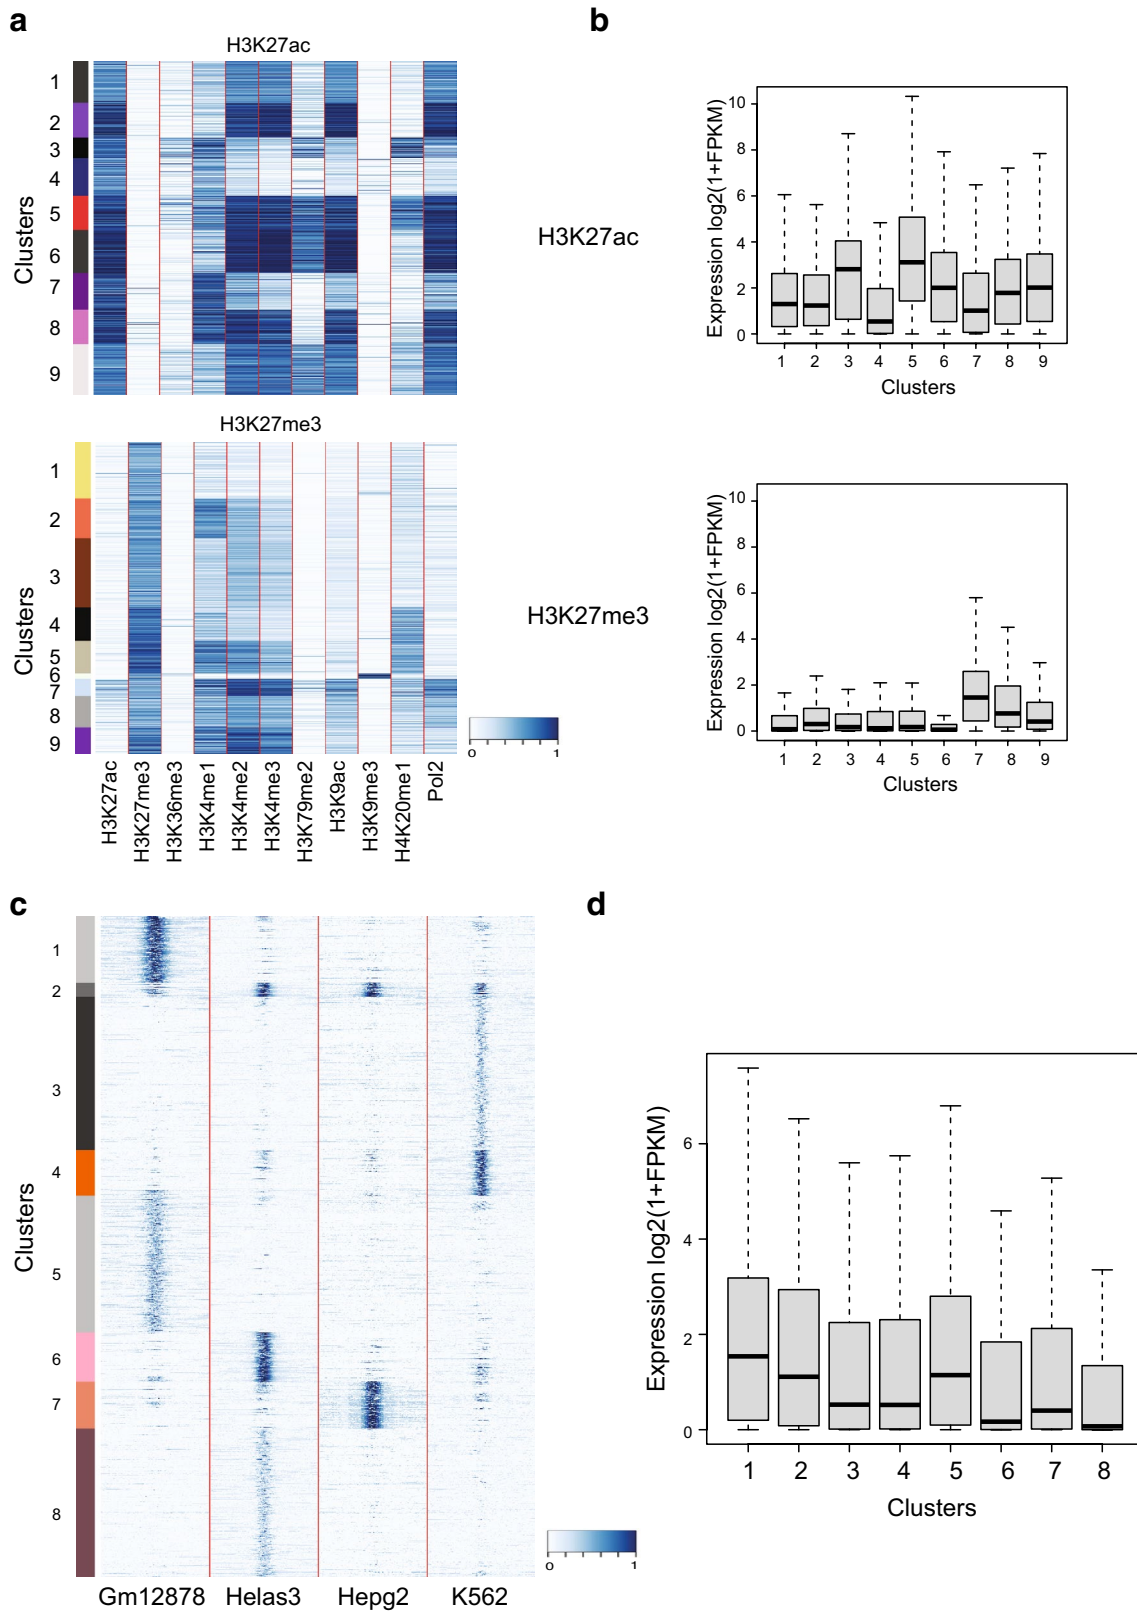 a
H3K27ac
Clusters
1
2
3
4
5
6
7
8
9
H3K27me3
Clusters
1
2
3
4
5
6
7
8
9
0 1
H3K27ac
H3K27me3
H3K36me3
H3K4me1
H3K4me2
H3K4me3
H3K79me2
H3K9ac
H3K9me3
H4K20me1
Pol2
b
H3K27ac
Expression log2(1+FPKM)
10
8
6
4
2
0
1 2 3 4 5 6 7 8 9
Clusters
H3K27me3
Expression log2(1+FPKM)
10
8
6
4
2
0
1 2 3 4 5 6 7 8 9
Clusters
c
Clusters
1
2
3
4
5
6
7
8
0 1
Gm12878 Helas3 Hepg2 K562
d
Expression log2(1+FPKM)
6
4
2
0
1 2 3 4 5 6 7 8
Clusters